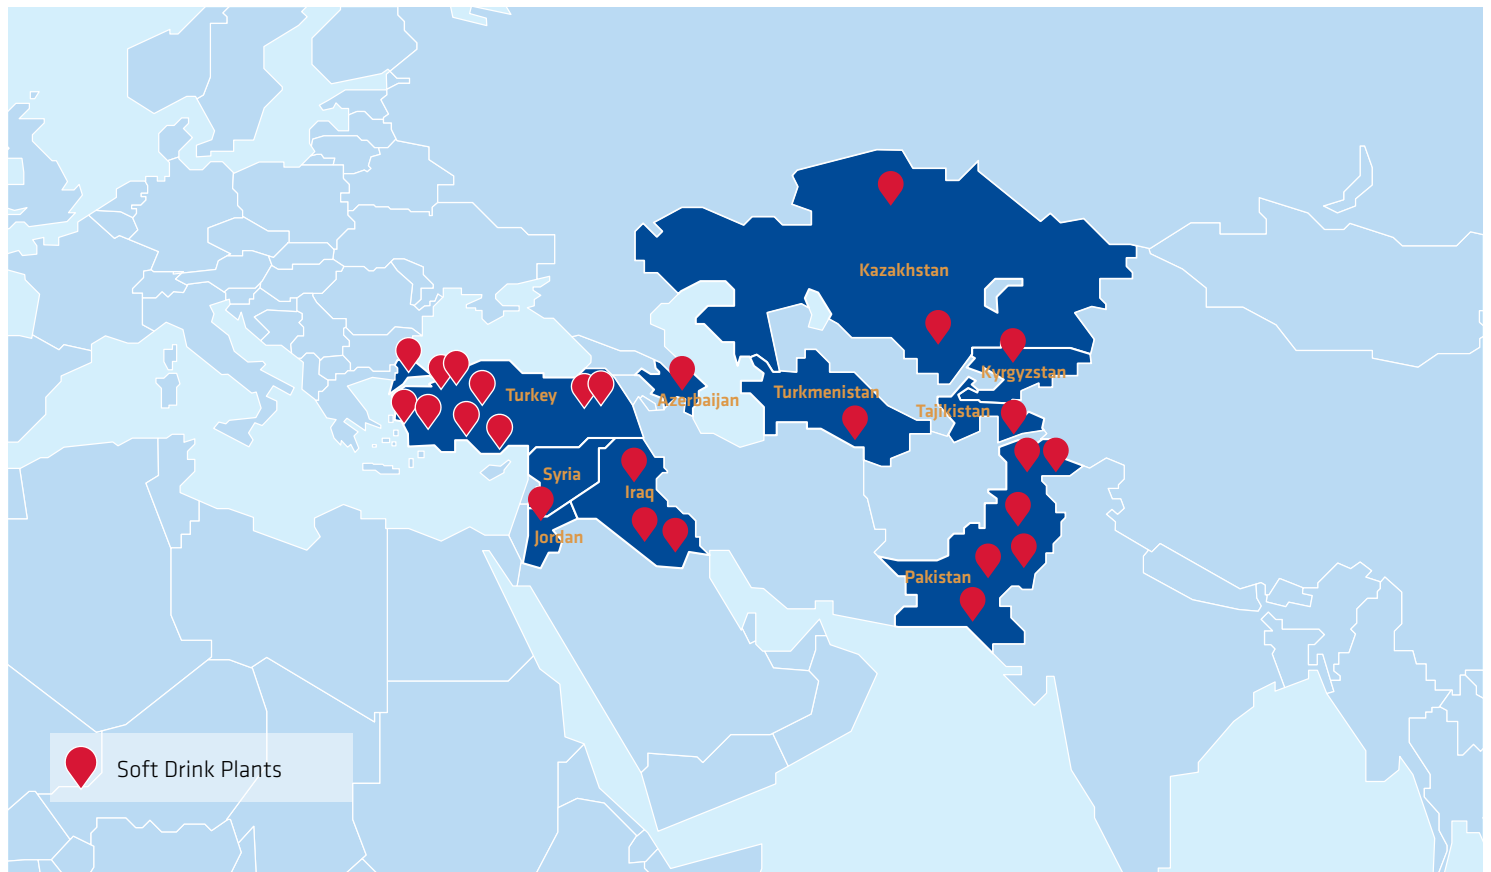 Kazakhstan
Kyrgyzstan
Turkey
Azerbaijan
Turkmenistan
Tajikistan
Syria
Iraq
Jordan
Pakistan
Soft Drink Plants